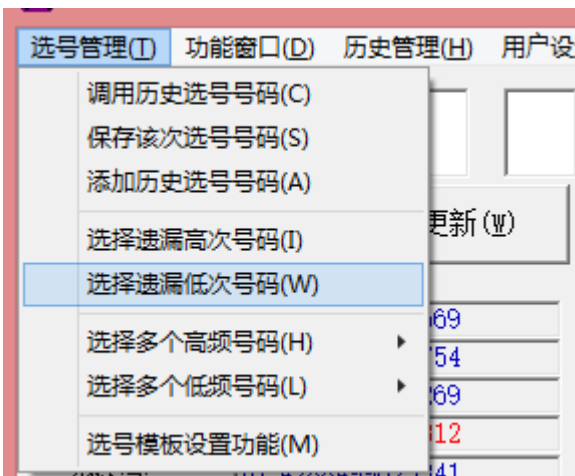 选号管理(T) 功能窗口(D) 历史管理(H) 用户设
调用历史选号号码(C)
保存该次选号号码(S)
添加历史选号号码(A)
更新(W)
选择遗漏高次号码(I)
选择遗漏低次号码(W)
69
选择多个高频号码(H)
54
选择多个低频号码(L)
69
选号模板设置功能(M)
12
41